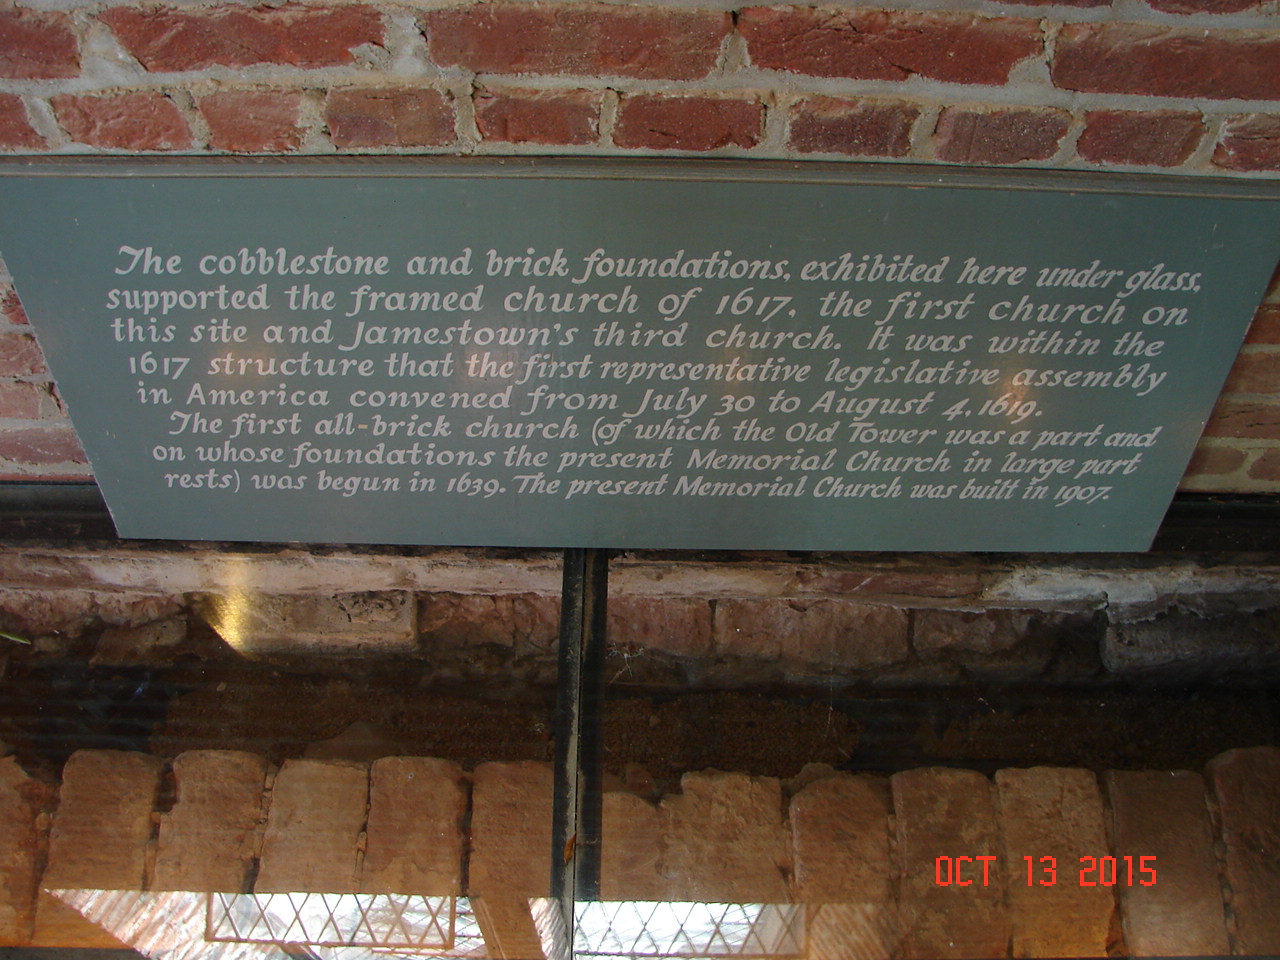 The cobblestone and brick foundations, exhibited here under glass,
supported the framed church of 1617, the first church on
this site and Jamestown's third church. It was within the
1617 structure that the first representative legislative assembly
in America convened from July 30 to August 4, 1619.
The first all-brick church (of which the Old Tower was a part and
on whose foundations the present Memorial Church in large part
rests) was begun in 1639. The present Memorial Church was built in 1907.
OCT 13 2015